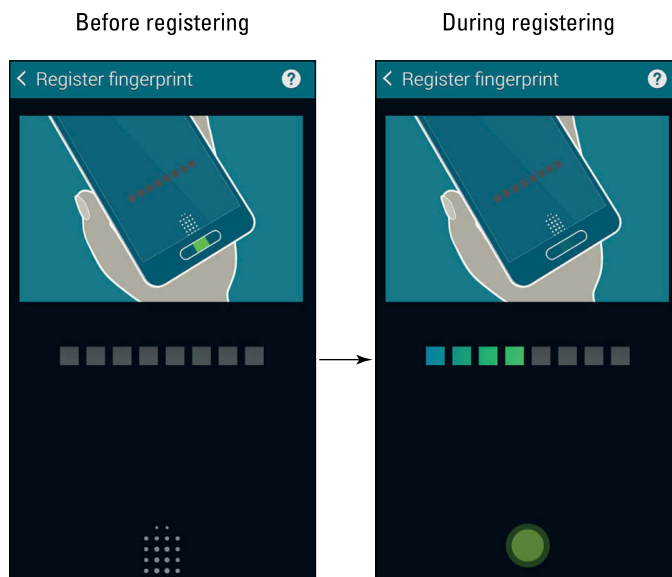 Before registering
During registering
Register fingerprint ?
Register fingerprint ?